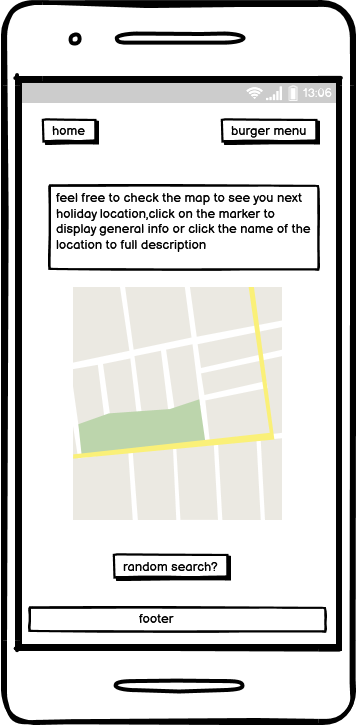 13:06
home
burger menu
feel free to check the map to see you next
holiday location,click on the marker to
display general info or click the name of the
location to full description
random search?
footer